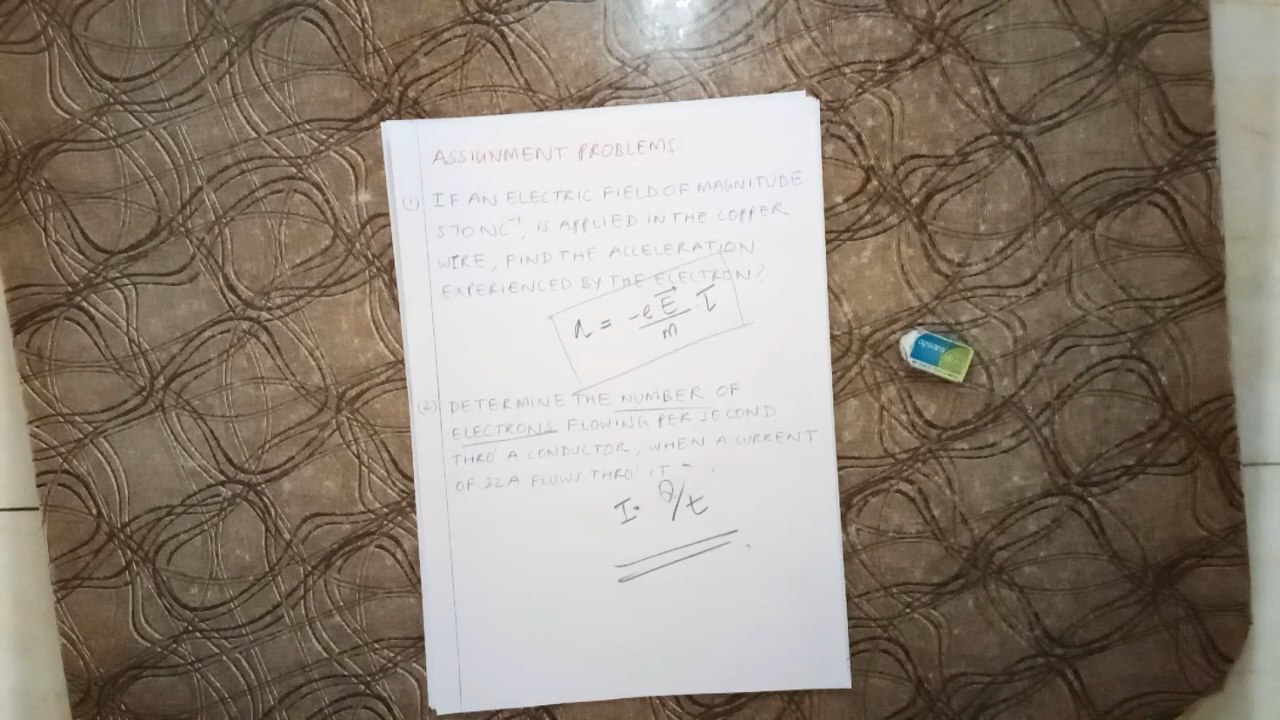 ASSIGNMENT PROBLEMS:
(1) IF AN ELECTRIC FIELD OF MAGNITUDE
570 NC⁻¹, IS APPLIED IN THE COPPER
WIRE, FIND THE ACCELERATION
EXPERIENCED BY THE ELECTRON?
a = -eE⃗/m . τ
(2) DETERMINE THE NUMBER OF
ELECTRONS FLOWING PER SECOND
THRO' A CONDUCTOR, WHEN A CURRENT
OF 32A FLOWS THRO' IT.
I = Q/t
apsara